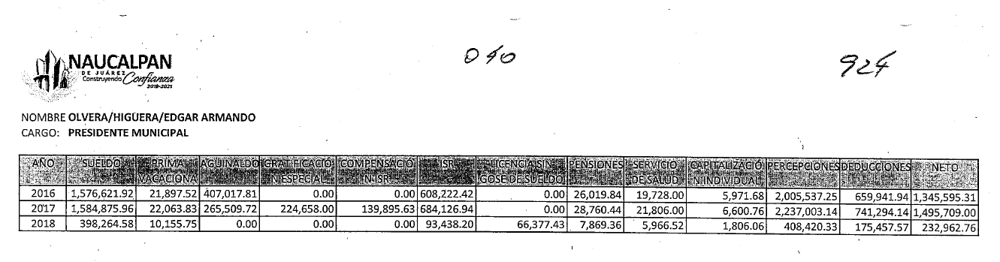 040
924
NAUCALPAN
DE JUÁREZ
Construyendo Confianza
2019-2021
NOMBRE OLVERA/HIGUERA/EDGAR ARMANDO
CARGO: PRESIDENTE MUNICIPAL
AÑO SUELDO PRIMA VACACIONA AGUINALDO GRATIFICACIÓ N ESPECIAL COMPENSACIÓ N ISR ISR LICENCIA SIN GOSE DE SUELDO PENSIONES SERVICIO DE SALUD CAPITALIZACIÓ N INDIVIDUAL PERCEPCIONES DEDUCCIONES NETO
2016 1,576,621.92 21,897.52 407,017.81 0.00 0.00 608,222.42 0.00 26,019.84 19,728.00 5,971.68 2,005,537.25 659,941.94 1,345,595.31
2017 1,584,875.96 22,063.83 265,509.72 224,658.00 139,895.63 684,126.94 0.00 28,760.44 21,806.00 6,600.76 2,237,003.14 741,294.14 1,495,709.00
2018 398,264.58 10,155.75 0.00 0.00 0.00 93,438.20 66,377.43 7,869.36 5,966.52 1,806.06 408,420.33 175,457.57 232,962.76